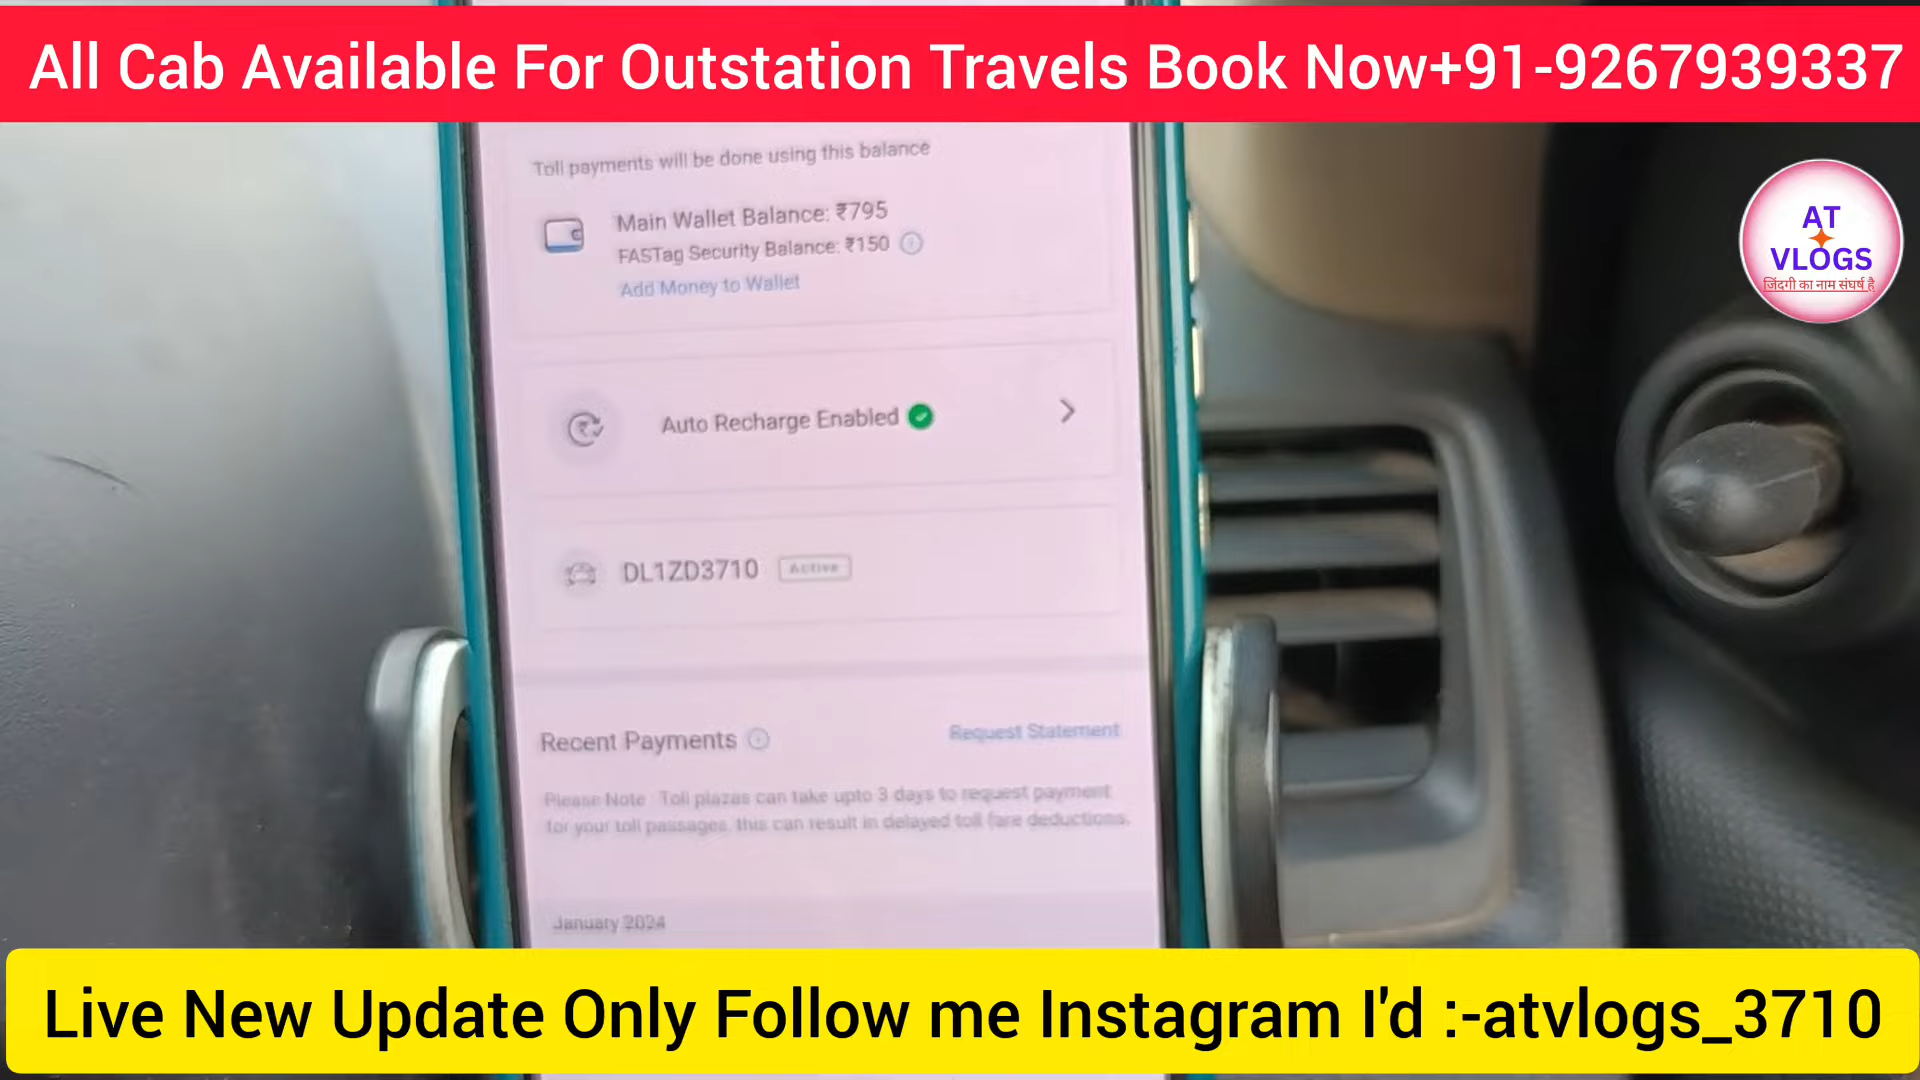 All Cab Available For Outstation Travels Book Now+91-9267939337
Toll payments will be done using this balance
Main Wallet Balance: ₹795
FASTag Security Balance: ₹150
Add Money to Wallet
AT
VLOGS
जिंदगी का नाम संघर्ष है
Auto Recharge Enabled
DL1ZD3710 Active
Recent Payments
Request Statement
Please Note : Toll plazas can take upto 3 days to request payment
for your toll passages, this can result in delayed toll fare deductions.
January 2024
Live New Update Only Follow me Instagram I'd :-atvlogs_3710